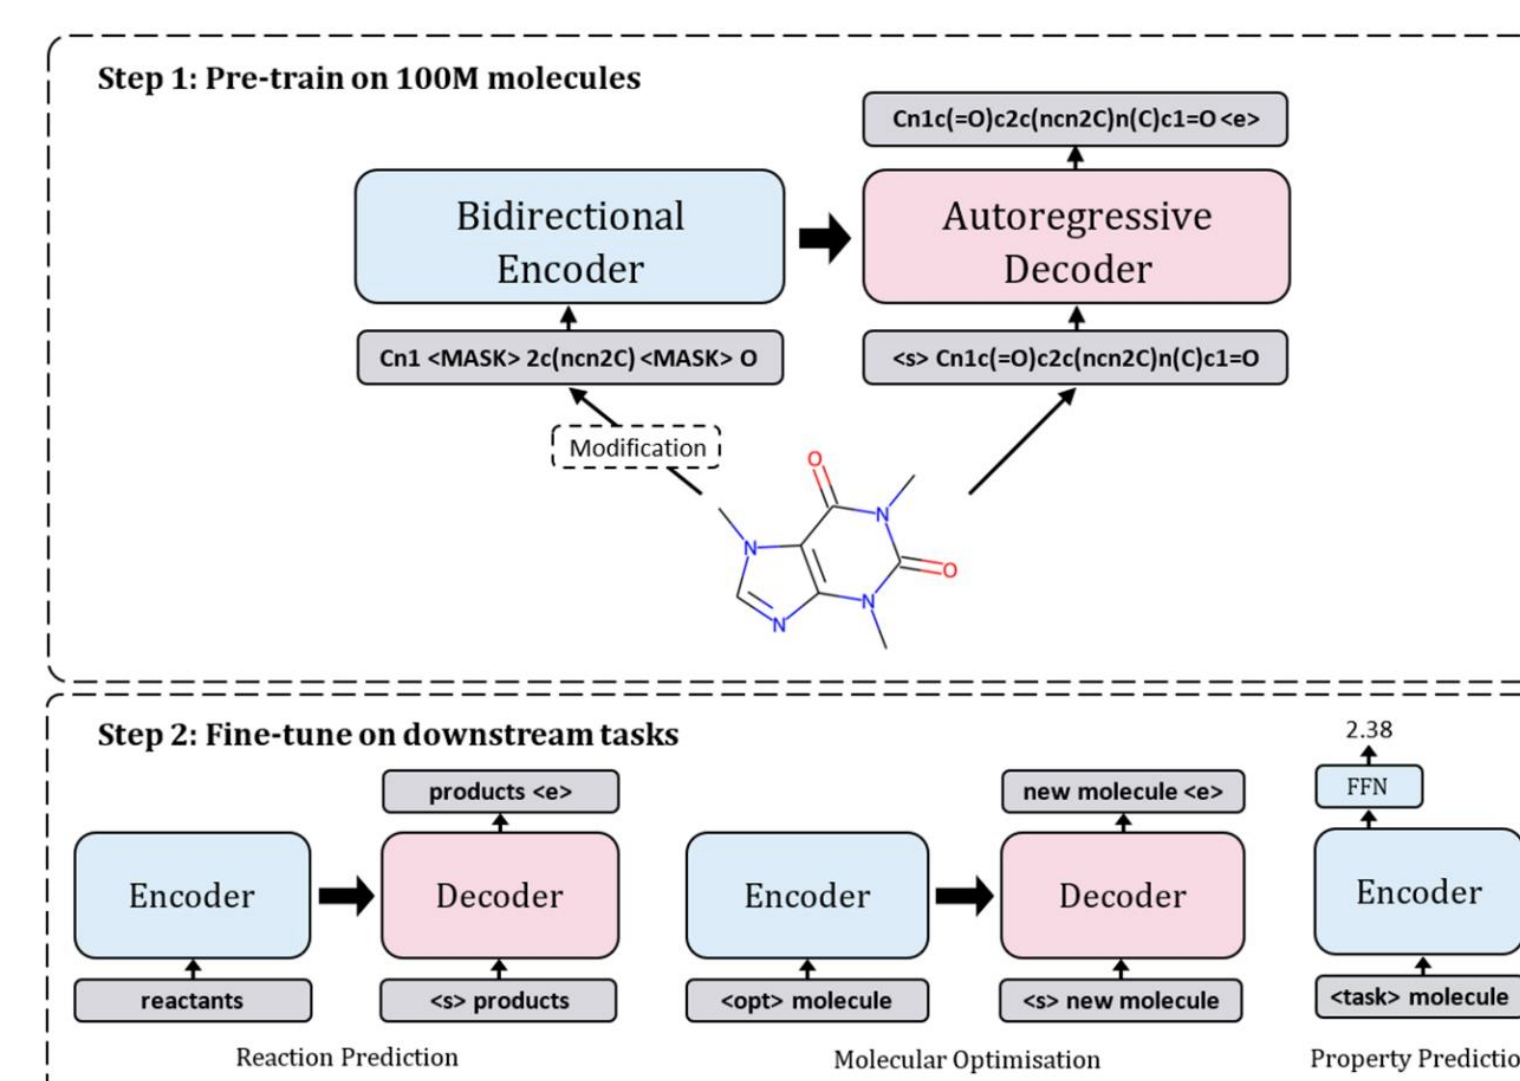 Step 1: Pre-train on 100M molecules
Cn1c(=O)c2c(ncn2C)n(C)c1=O <e>
Bidirectional
Encoder
Autoregressive
Decoder
Cn1 <MASK> 2c(ncn2C) <MASK> O
<s> Cn1c(=O)c2c(ncn2C)n(C)c1=O
Modification
O
N
N
O
N
N
Step 2: Fine-tune on downstream tasks
2.38
products <e>
new molecule <e>
FFN
Encoder
Decoder
Encoder
Decoder
Encoder
reactants
<s> products
<opt> molecule
<s> new molecule
<task> molecule
Reaction Prediction
Molecular Optimisation
Property Predictio